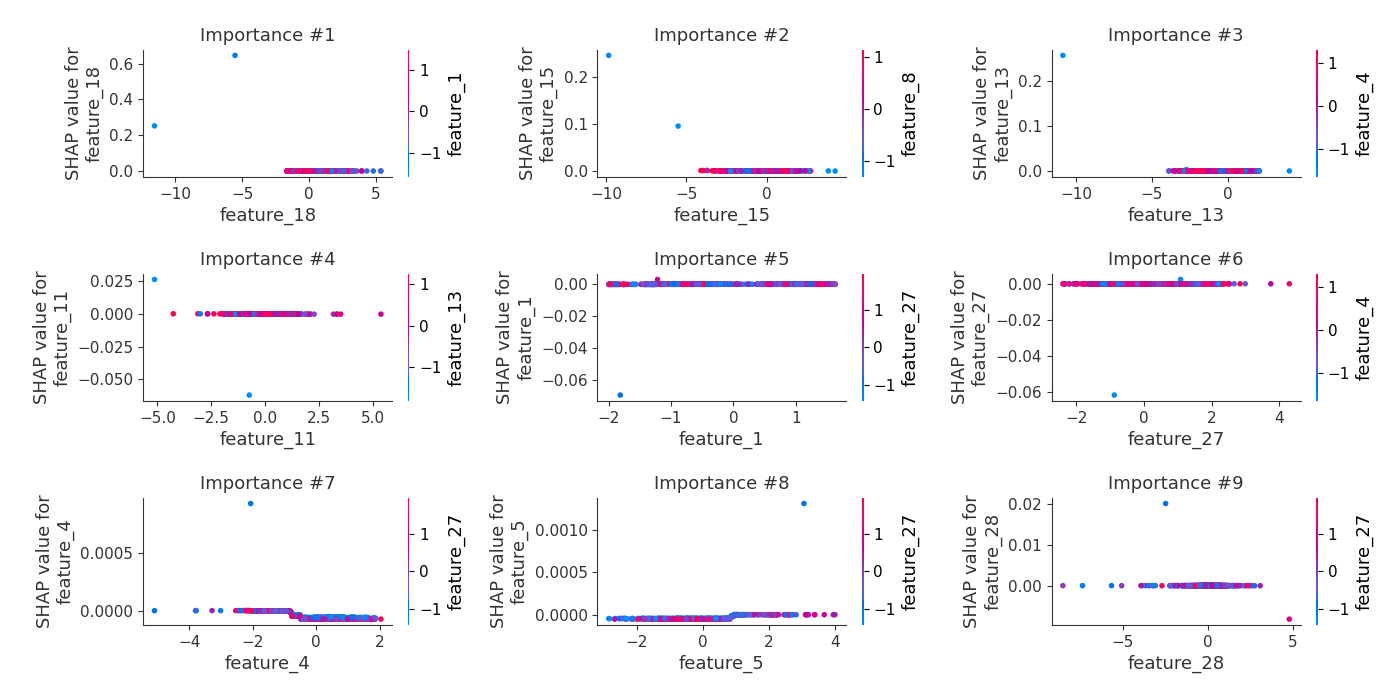 Importance #1
SHAP value for
feature_18
0.6
0.4
0.2
0.0
−10
−5
0
5
feature_18
1
0
−1
feature_1
Importance #2
SHAP value for
feature_15
0.2
0.1
0.0
−10
−5
0
feature_15
1
0
−1
feature_8
Importance #3
SHAP value for
feature_13
0.2
0.1
0.0
−10
−5
0
feature_13
1
0
−1
feature_4
Importance #4
SHAP value for
feature_11
0.025
0.000
−0.025
−0.050
−5.0
−2.5
0.0
2.5
5.0
feature_11
1
0
−1
feature_13
Importance #5
SHAP value for
feature_1
0.00
−0.02
−0.04
−0.06
−2
−1
0
1
feature_1
1
0
−1
feature_27
Importance #6
SHAP value for
feature_27
0.00
−0.02
−0.04
−0.06
−2
0
2
4
feature_27
1
0
−1
feature_4
Importance #7
SHAP value for
feature_4
0.0005
0.0000
−4
−2
0
2
feature_4
1
0
−1
feature_27
Importance #8
SHAP value for
feature_5
0.0010
0.0005
0.0000
−2
0
2
4
feature_5
1
0
−1
feature_27
Importance #9
SHAP value for
feature_28
0.02
0.01
0.00
−5
0
5
feature_28
1
0
−1
feature_27